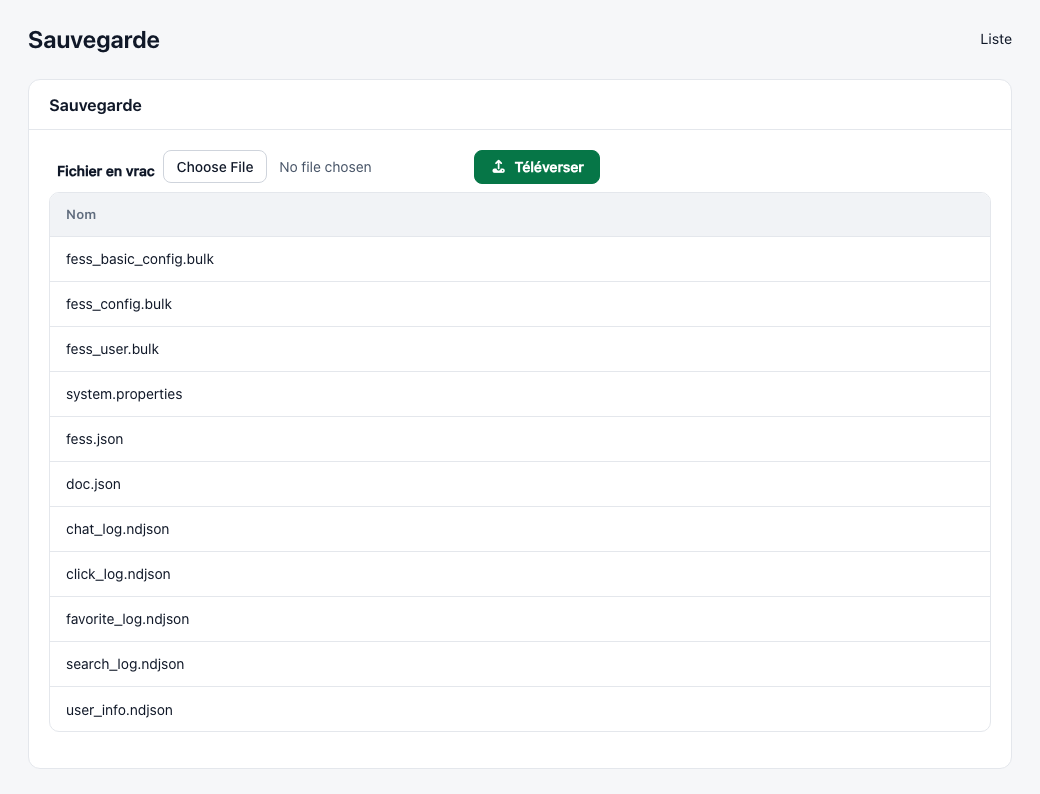 Sauvegarde
Liste
Sauvegarde
Fichier en vrac
Choose File
No file chosen
Téléverser
Nom
fess_basic_config.bulk
fess_config.bulk
fess_user.bulk
system.properties
fess.json
doc.json
chat_log.ndjson
click_log.ndjson
favorite_log.ndjson
search_log.ndjson
user_info.ndjson